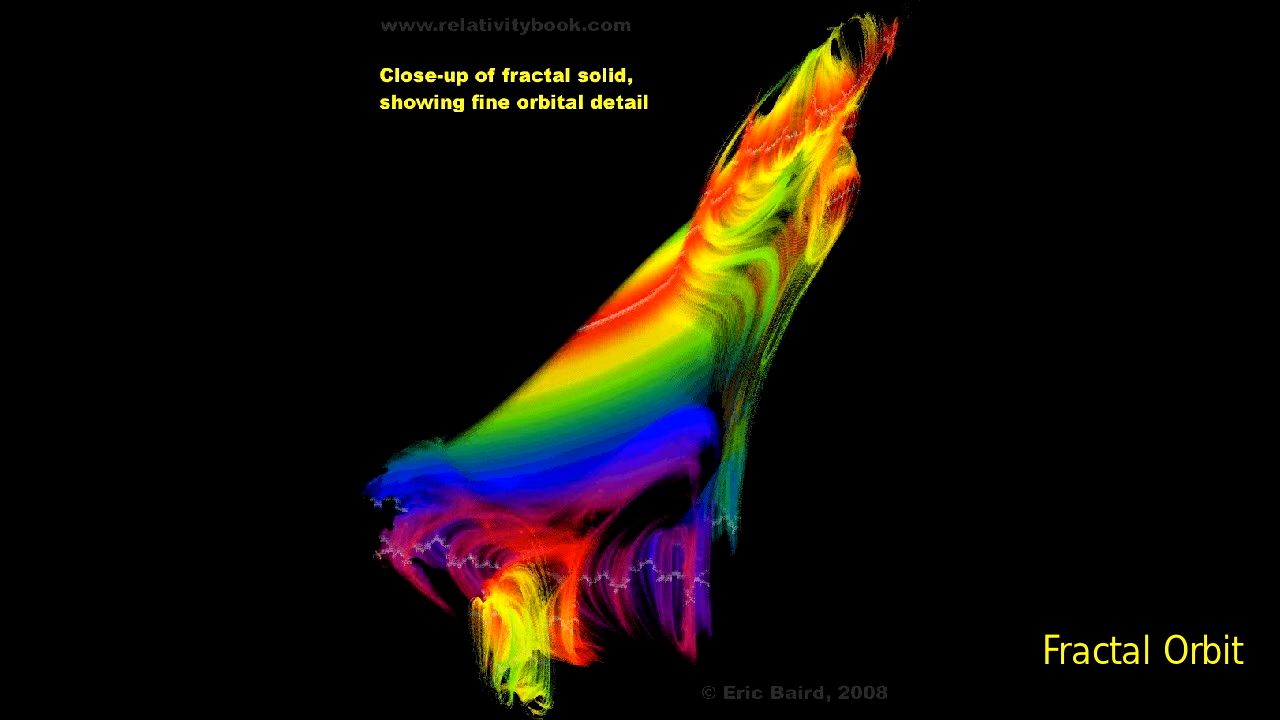 www.relativitybook.com
Close-up of fractal solid,
showing fine orbital detail
Fractal Orbit
© Eric Baird, 2008